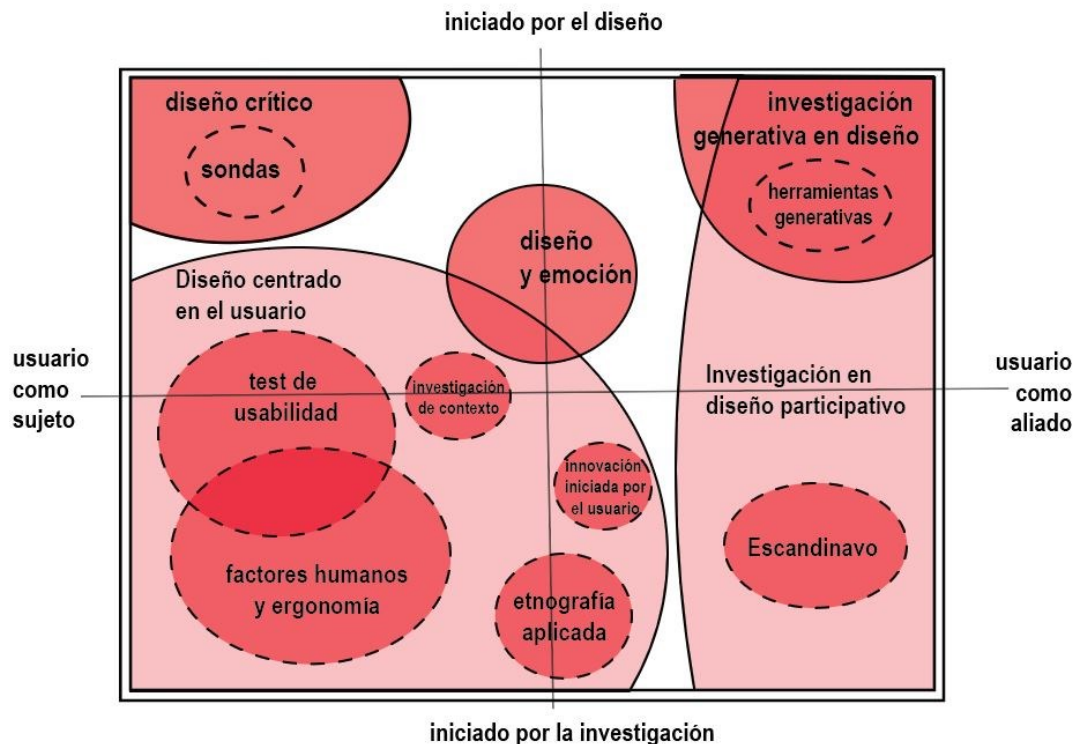 iniciado por el diseño
diseño crítico
sondas
investigación
generativa en diseño
herramientas
generativas
diseño
y emoción
Diseño centrado
en el usuario
usuario
como
sujeto
test de
usabilidad
investigación
de contexto
Investigación en
diseño participativo
usuario
como
aliado
innovación
iniciada por
el usuario
factores humanos
y ergonomía
etnografía
aplicada
Escandinavo
iniciado por la investigación